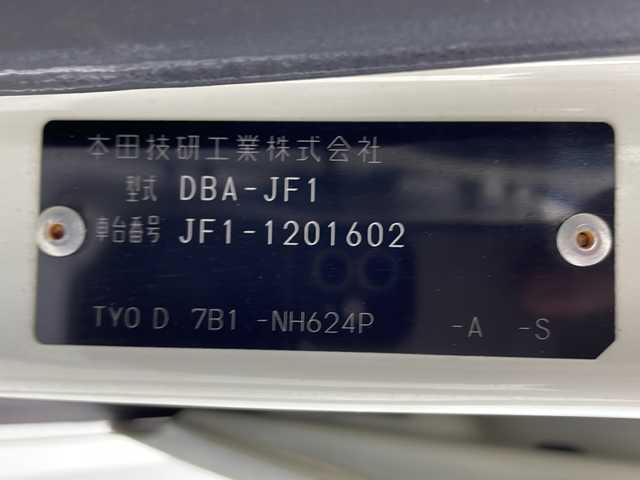 本田技研工業株式会社
型式 DBA-JF1
車台番号 JF1-1201602
TYO D 7B1 -NH624P -A -S